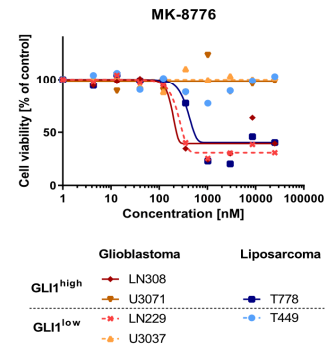 MK-8776
Cell viability [% of control]
100
50
0
1 10 100 1000 10000 100000
Concentration [nM]
Glioblastoma Liposarcoma
GLI1high
LN308
U3071 T778
GLI1low
LN229 T449
U3037